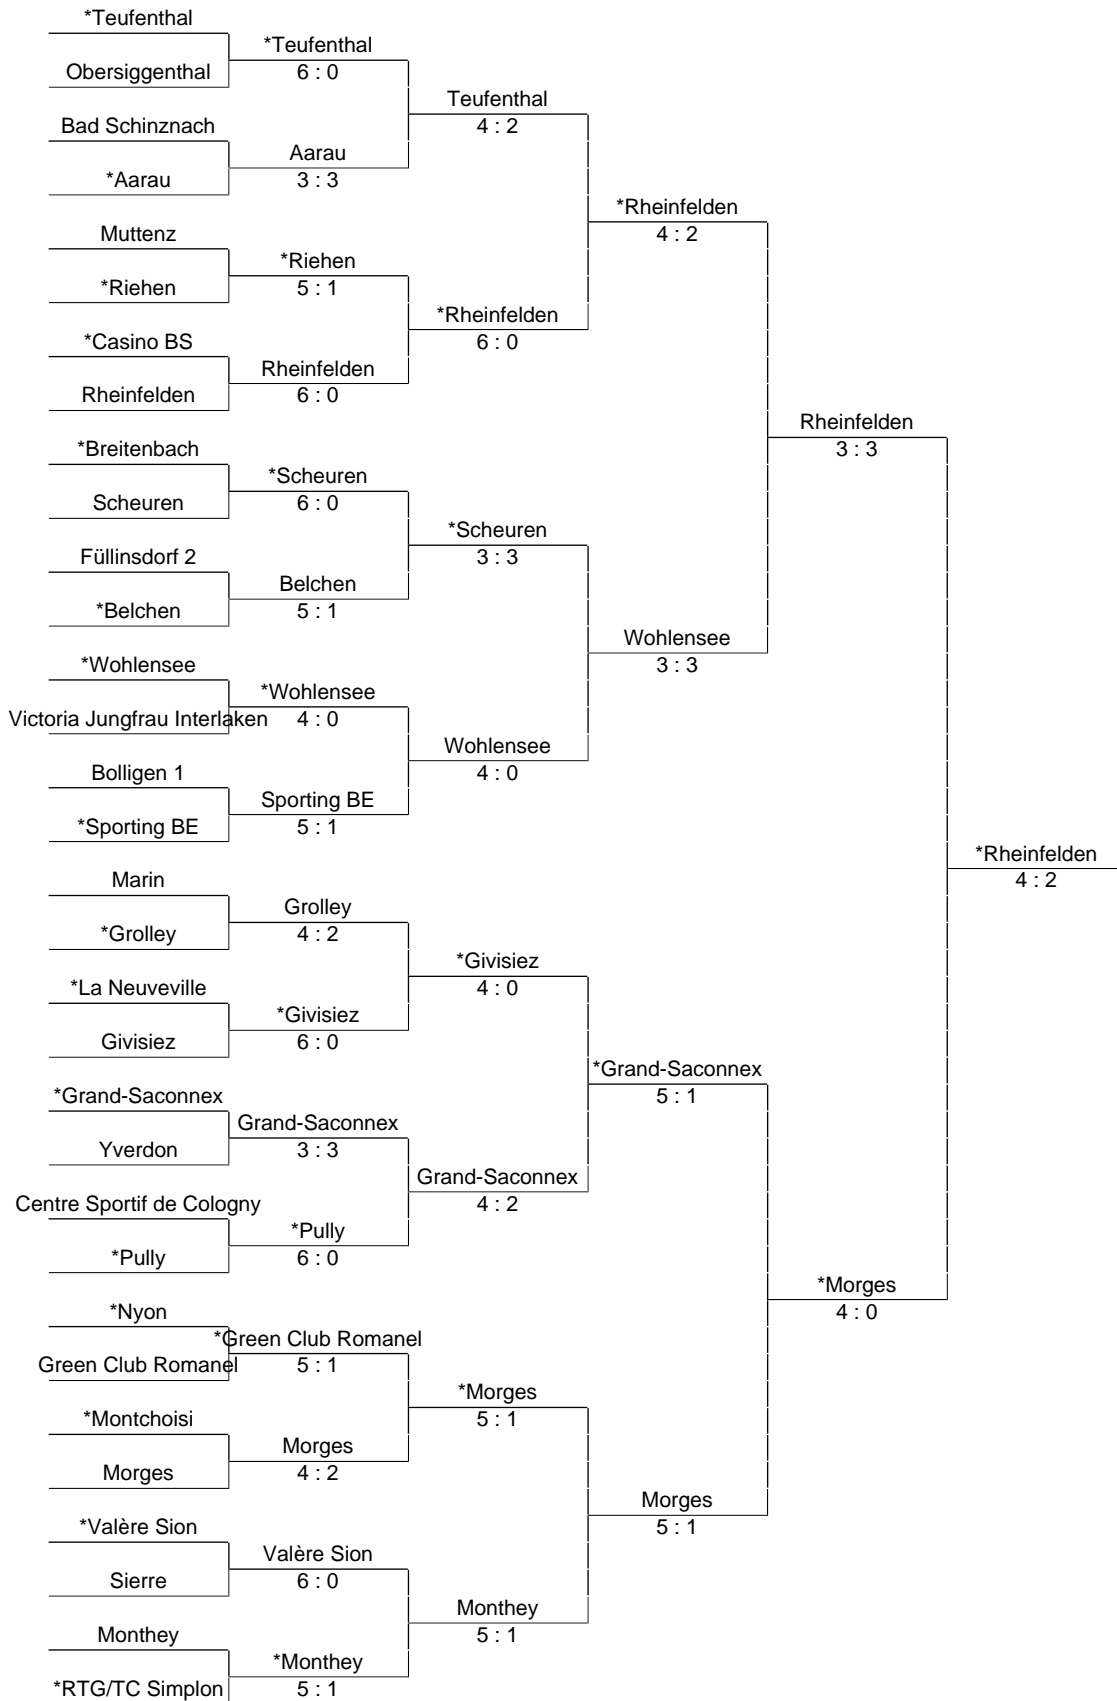 *Teufenthal
*Teufenthal
6 : 0
Obersiggenthal
Teufenthal
4 : 2
Bad Schinznach
Aarau
3 : 3
*Aarau
*Rheinfelden
4 : 2
Muttenz
*Riehen
5 : 1
*Riehen
*Rheinfelden
6 : 0
*Casino BS
Rheinfelden
6 : 0
Rheinfelden
Rheinfelden
3 : 3
*Breitenbach
*Scheuren
6 : 0
Scheuren
*Scheuren
3 : 3
Füllinsdorf 2
Belchen
5 : 1
*Belchen
Wohlensee
3 : 3
*Wohlensee
*Wohlensee
4 : 0
Victoria Jungfrau Interlaken
Wohlensee
4 : 0
Bolligen 1
Sporting BE
5 : 1
*Sporting BE
*Rheinfelden
4 : 2
Marin
Grolley
4 : 2
*Grolley
*Givisiez
4 : 0
*La Neuveville
*Givisiez
6 : 0
Givisiez
*Grand-Saconnex
5 : 1
*Grand-Saconnex
Grand-Saconnex
3 : 3
Yverdon
Grand-Saconnex
4 : 2
Centre Sportif de Cologny
*Pully
6 : 0
*Pully
*Morges
4 : 0
*Nyon
*Green Club Romanel
5 : 1
Green Club Romanel
*Morges
5 : 1
*Montchoisi
Morges
4 : 2
Morges
Morges
5 : 1
*Valère Sion
Valère Sion
6 : 0
Sierre
Monthey
5 : 1
Monthey
*Monthey
5 : 1
*RTG/TC Simplon